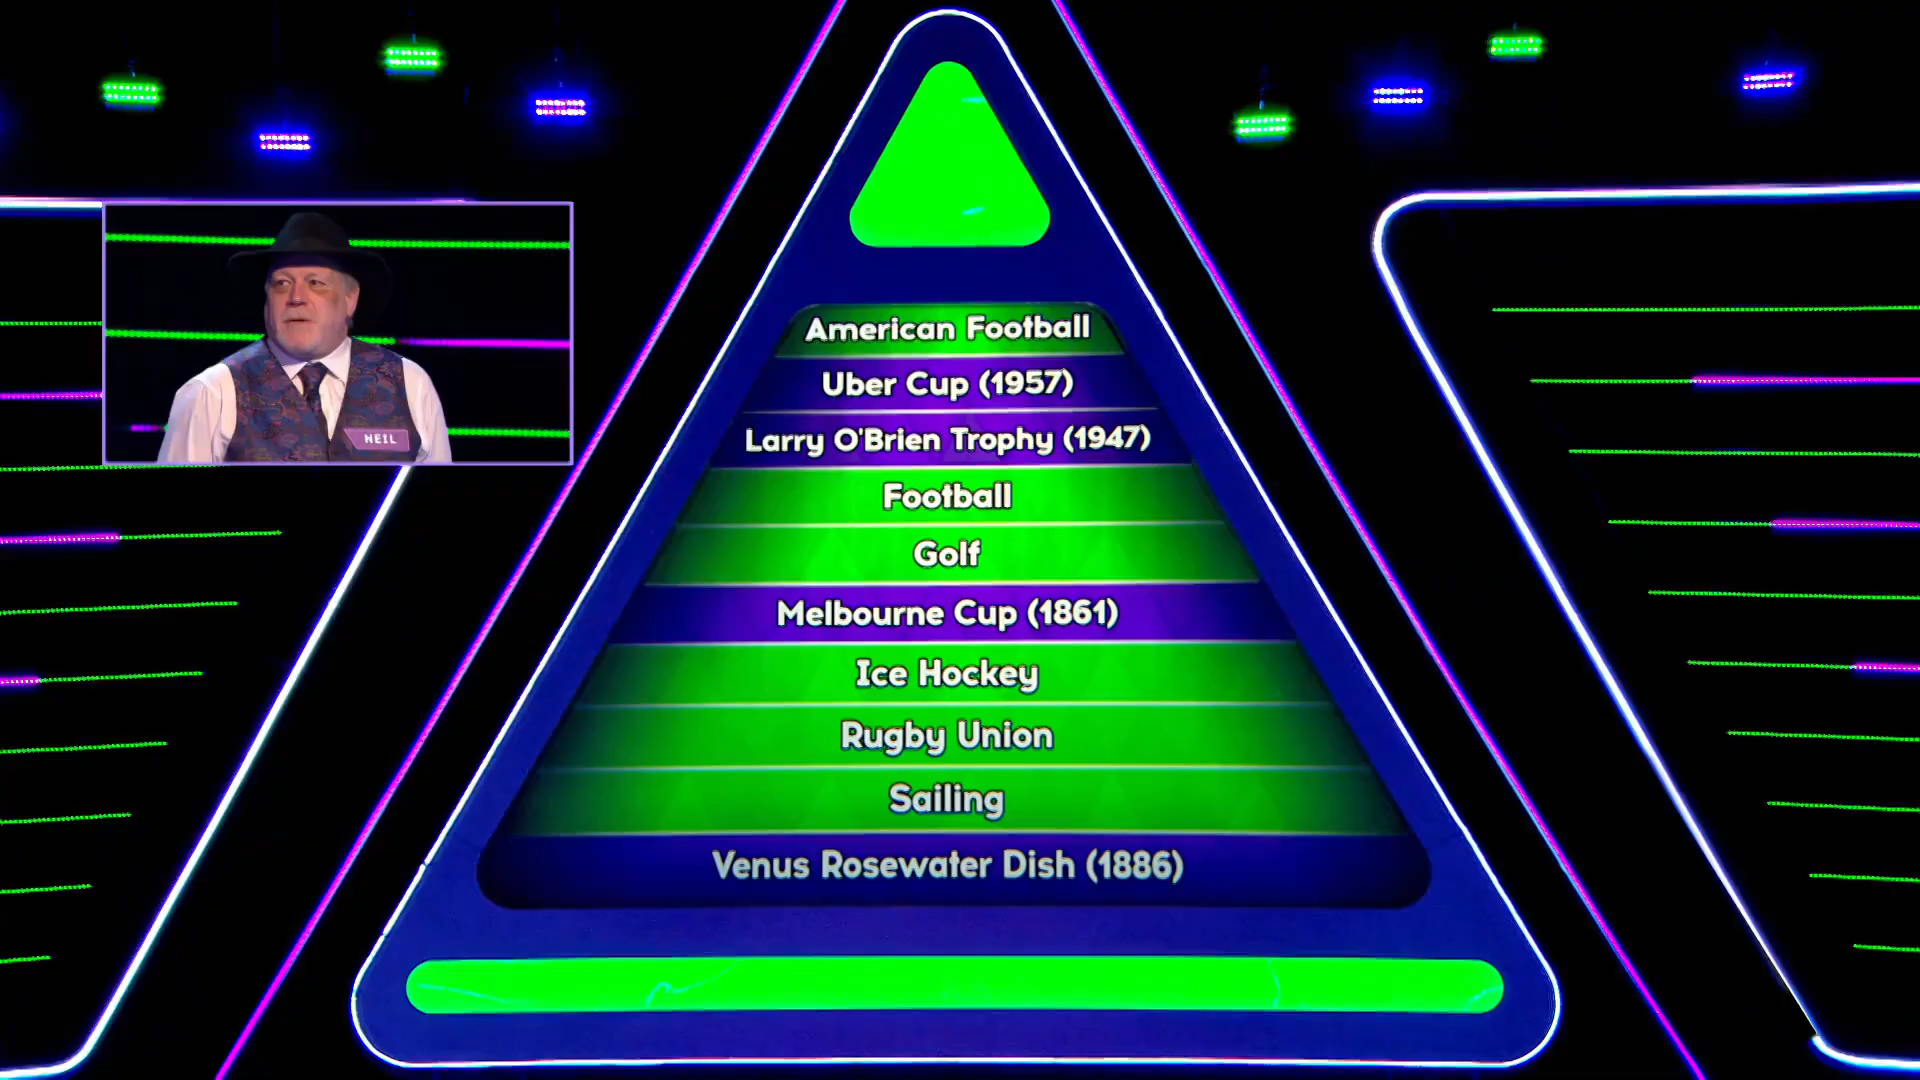 NEIL
American Football
Uber Cup (1957)
Larry O'Brien Trophy (1947)
Football
Golf
Melbourne Cup (1861)
Ice Hockey
Rugby Union
Sailing
Venus Rosewater Dish (1886)